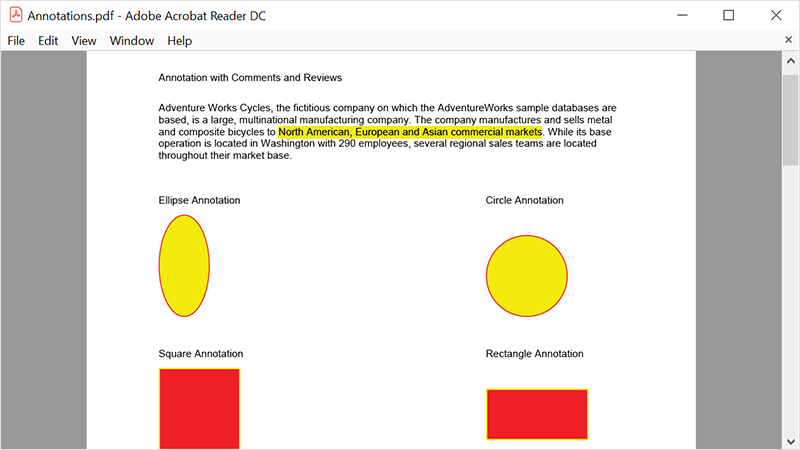 Annotations.pdf - Adobe Acrobat Reader DC
File Edit View Window Help
Annotation with Comments and Reviews
Adventure Works Cycles, the fictitious company on which the AdventureWorks sample databases are
based, is a large, multinational manufacturing company. The company manufactures and sells metal
and composite bicycles to North American, European and Asian commercial markets. While its base
operation is located in Washington with 290 employees, several regional sales teams are located
throughout their market base.
Ellipse Annotation Circle Annotation
Square Annotation Rectangle Annotation